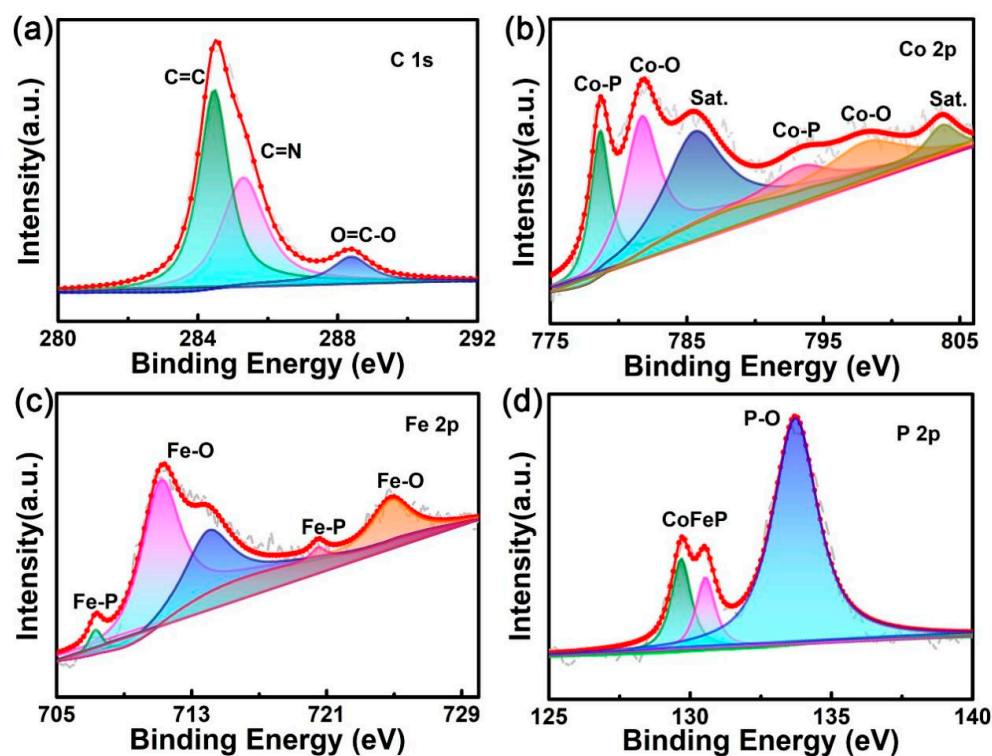 (a)
C 1s
C=C
C=N
O=C-O
Intensity(a.u.)
280 284 288 292
Binding Energy (eV)
(b)
Co 2p
Co-P
Co-O
Sat.
Co-P
Co-O
Sat.
Intensity(a.u.)
775 785 795 805
Binding Energy (eV)
(c)
Fe 2p
Fe-P
Fe-O
Fe-P
Fe-O
Intensity(a.u.)
705 713 721 729
Binding Energy (eV)
(d)
P-O
P 2p
CoFeP
Intensity(a.u.)
125 130 135 140
Binding Energy (eV)